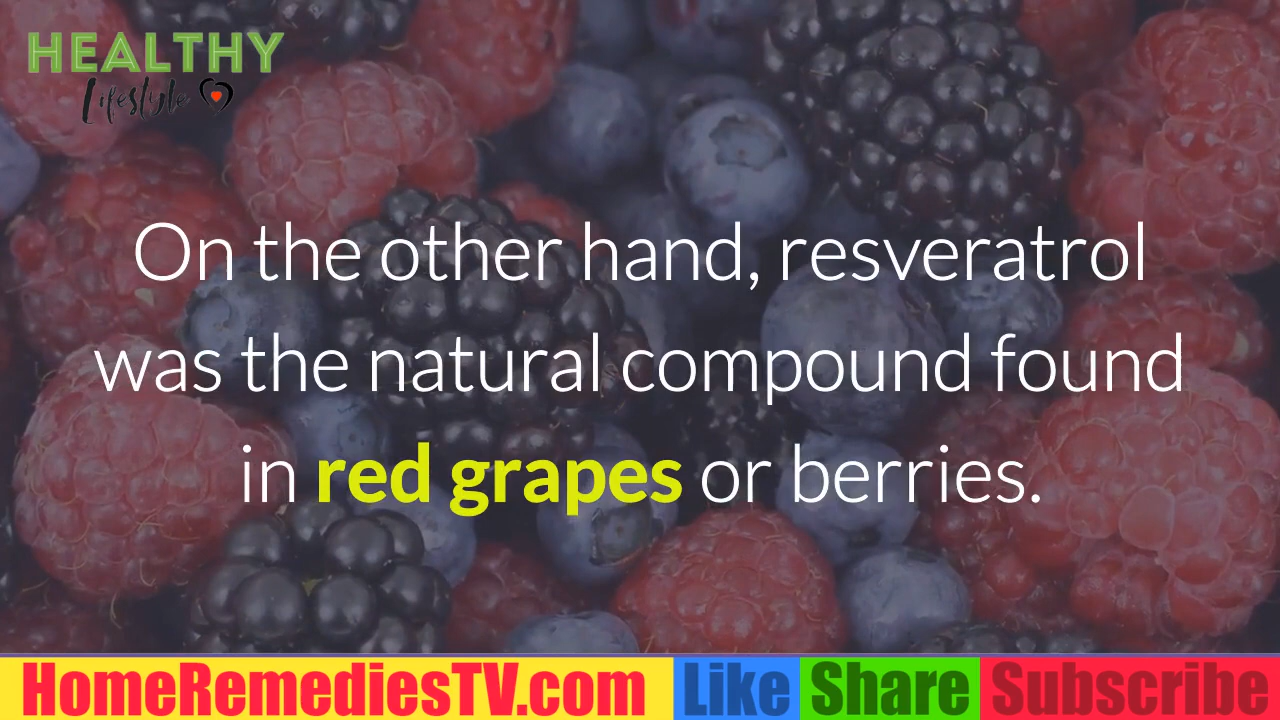 HEALTHY
Lifestyle
On the other hand, resveratrol
was the natural compound found
in red grapes or berries.
HomeRemediesTV.com Like Share Subscribe